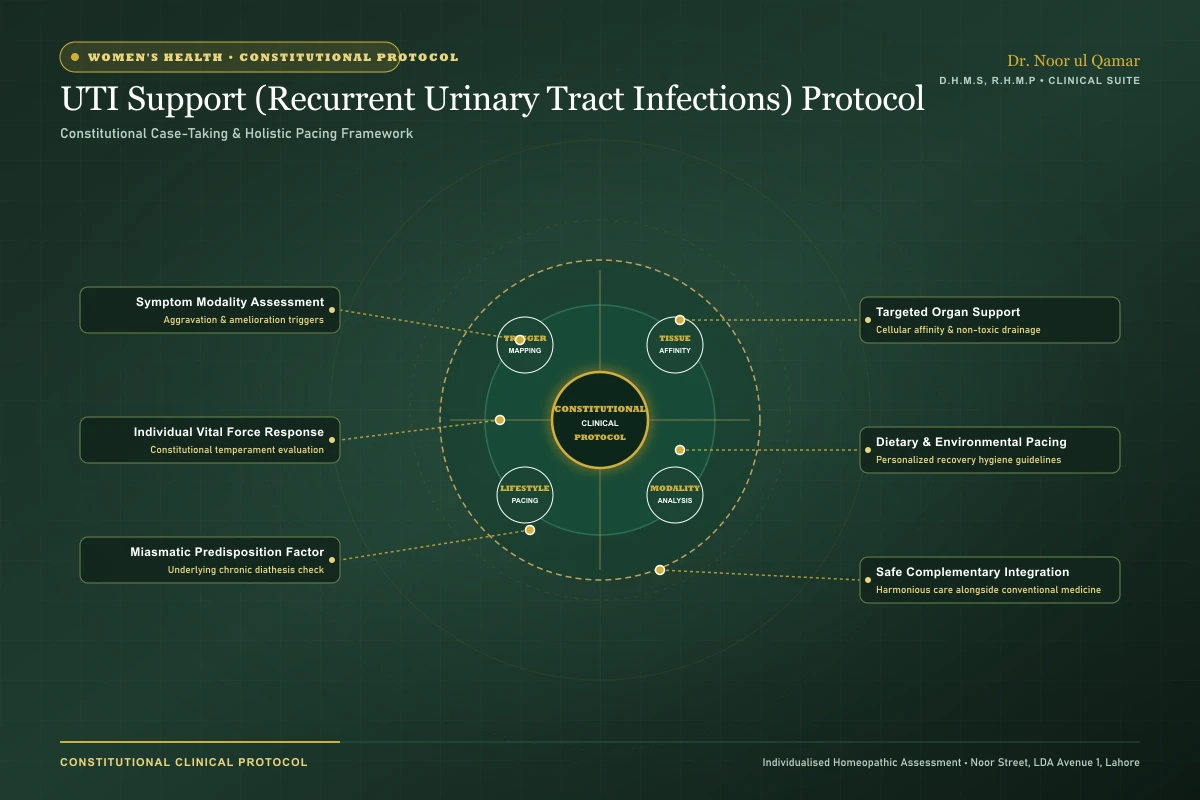 WOMEN'S HEALTH • CONSTITUTIONAL PROTOCOL
UTI Support (Recurrent Urinary Tract Infections) Protocol
Constitutional Case-Taking & Holistic Pacing Framework
Dr. Noor ul Qamar
D.H.M.S, R.H.M.P • CLINICAL SUITE
Symptom Modality Assessment
Aggravation & amelioration triggers
Individual Vital Force Response
Constitutional temperament evaluation
Miasmatic Predisposition Factor
Underlying chronic diathesis check
TRIGGER
MAPPING
TISSUE
AFFINITY
CONSTITUTIONAL
CLINICAL
PROTOCOL
LIFESTYLE
PACING
MODALITY
ANALYSIS
Targeted Organ Support
Cellular affinity & non-toxic drainage
Dietary & Environmental Pacing
Personalized recovery hygiene guidelines
Safe Complementary Integration
Harmonious care alongside conventional medicine
CONSTITUTIONAL CLINICAL PROTOCOL
Individualised Homeopathic Assessment • Noor Street, LDA Avenue 1, Lahore